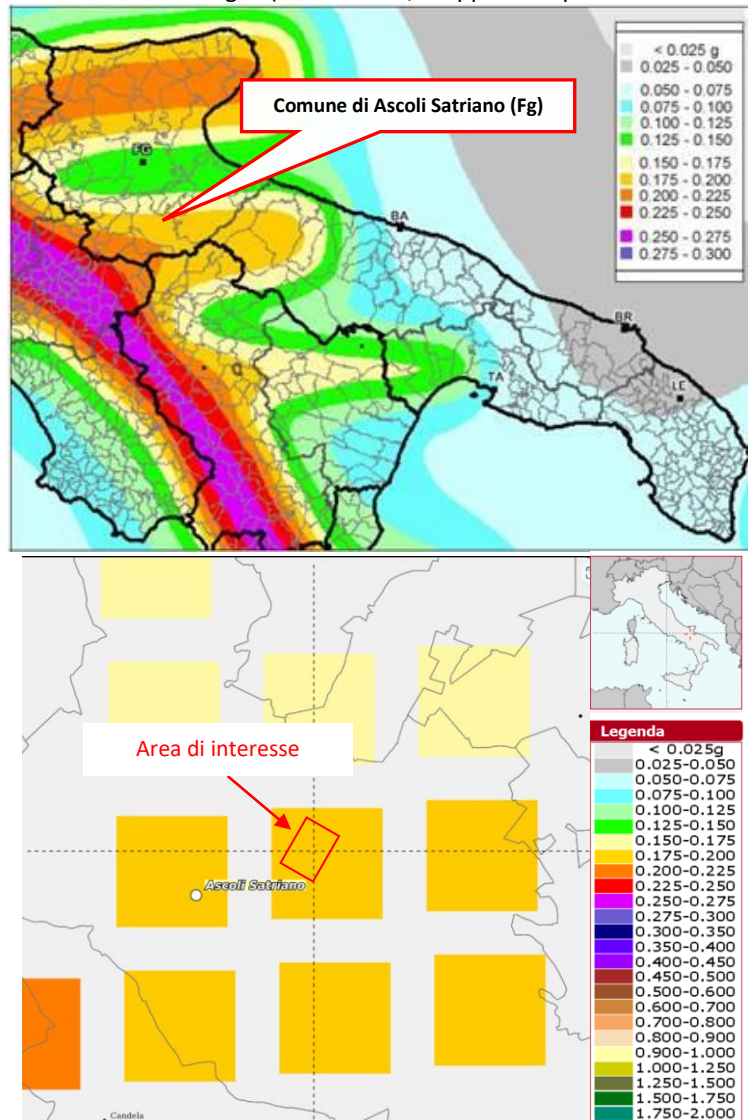 Comune di Ascoli Satriano (Fg)
< 0.025 g
0.025 - 0.050
0.050 - 0.075
0.075 - 0.100
0.100 - 0.125
0.125 - 0.150
0.150 - 0.175
0.175 - 0.200
0.200 - 0.225
0.225 - 0.250
0.250 - 0.275
0.275 - 0.300
FG
BA
BR
TA
LE
Area di interesse
Ascoli Satriano
Candela
Legenda
< 0.025g
0.025-0.050
0.050-0.075
0.075-0.100
0.100-0.125
0.125-0.150
0.150-0.175
0.175-0.200
0.200-0.225
0.225-0.250
0.250-0.275
0.275-0.300
0.300-0.350
0.350-0.400
0.400-0.450
0.450-0.500
0.500-0.600
0.600-0.700
0.700-0.800
0.800-0.900
0.900-1.000
1.000-1.250
1.250-1.500
1.500-1.750
1.750-2.000